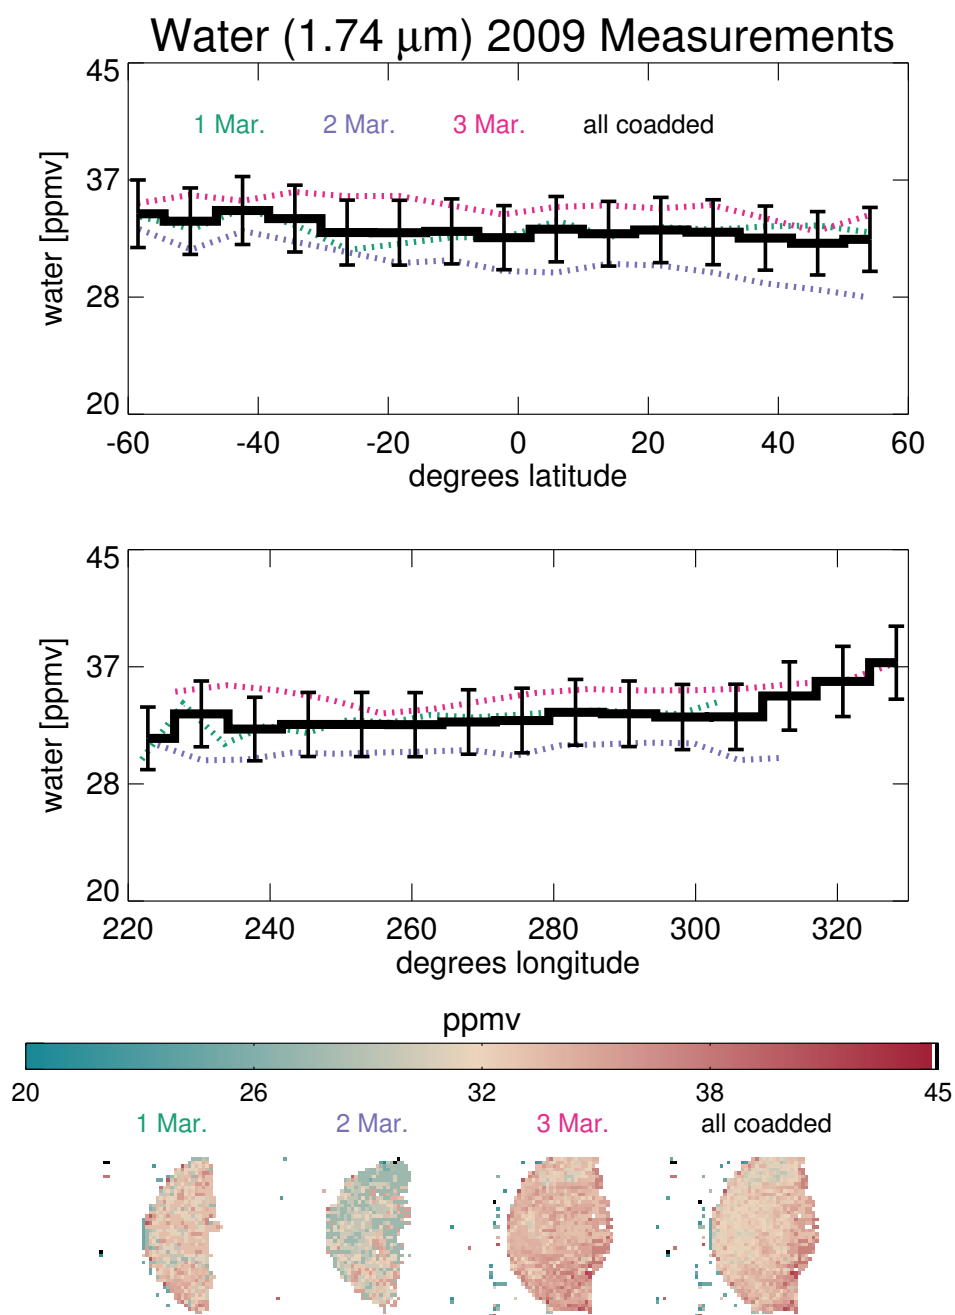 Water (1.74 μm) 2009 Measurements
45
1 Mar. 2 Mar. 3 Mar. all coadded
37
water [ppmv]
28
20
-60 -40 -20 0 20 40 60
degrees latitude
45
37
water [ppmv]
28
20
220 240 260 280 300 320
degrees longitude
ppmv
20 26 32 38 45
1 Mar. 2 Mar. 3 Mar. all coadded